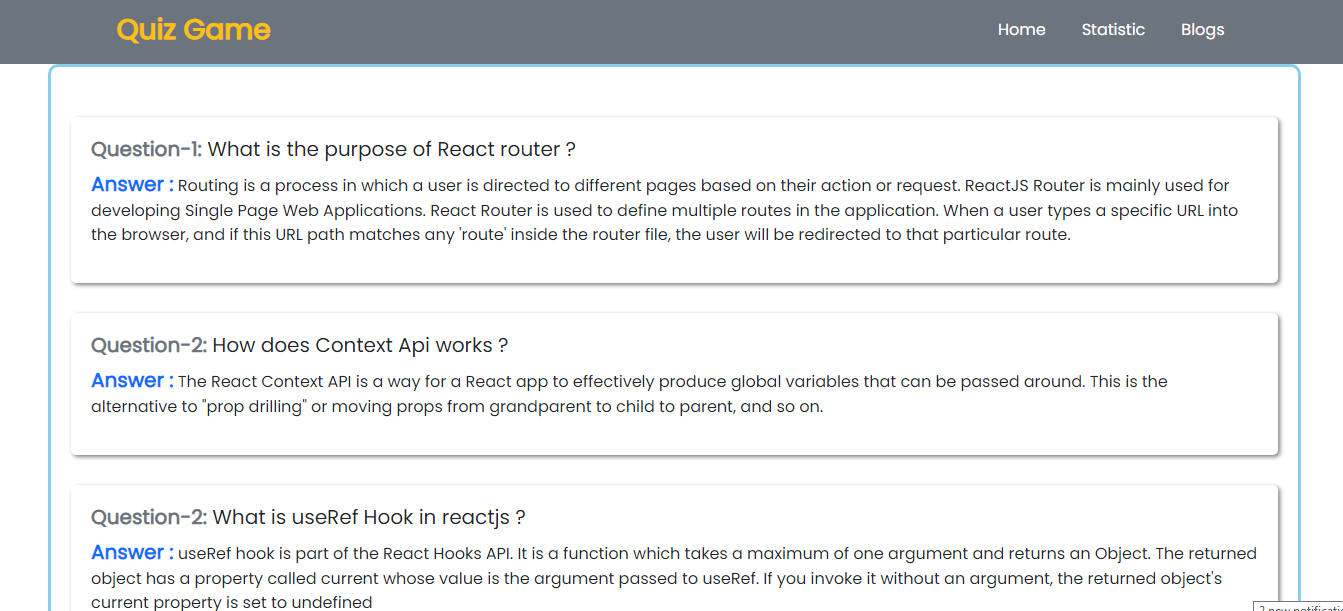 Quiz Game
Home Statistic Blogs
Question-1: What is the purpose of React router ?
Answer : Routing is a process in which a user is directed to different pages based on their action or request. ReactJS Router is mainly used for
developing Single Page Web Applications. React Router is used to define multiple routes in the application. When a user types a specific URL into
the browser, and if this URL path matches any 'route' inside the router file, the user will be redirected to that particular route.
Question-2: How does Context Api works ?
Answer : The React Context API is a way for a React app to effectively produce global variables that can be passed around. This is the
alternative to "prop drilling" or moving props from grandparent to child to parent, and so on.
Question-2: What is useRef Hook in reactjs ?
Answer : useRef hook is part of the React Hooks API. It is a function which takes a maximum of one argument and returns an Object. The returned
object has a property called current whose value is the argument passed to useRef. If you invoke it without an argument, the returned object's
current property is set to undefined
2 new